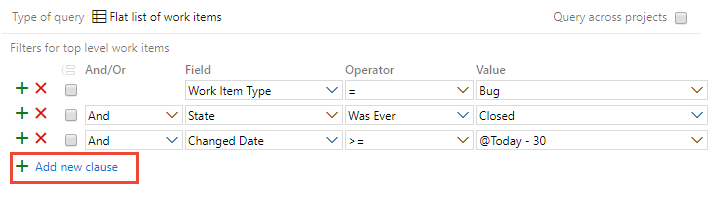 Type of query Flat list of work items Query across projects
Filters for top level work items
And/Or Field Operator Value
Work Item Type = Bug
And State Was Ever Closed
And Changed Date >= @Today - 30
Add new clause